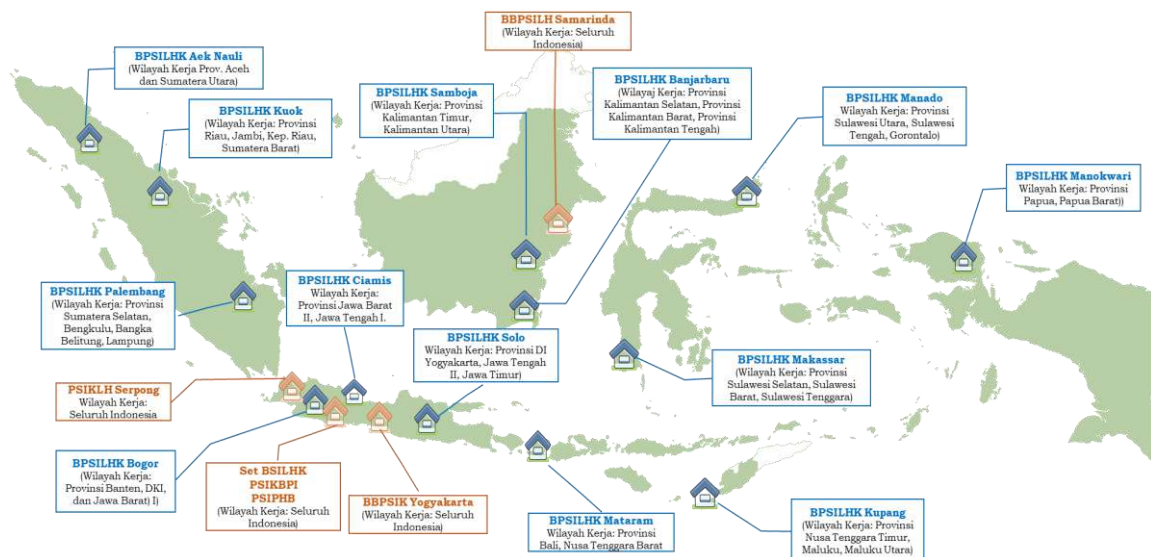 BBPSILH Samarinda
(Wilayah Kerja: Seluruh
Indonesia)
BPSILHK Aek Nauli
(Wilayah Kerja Prov. Aceh
dan Sumatera Utara)
BPSILHK Kuok
(Wilayah Kerja: Provinsi
Riau, Jambi, Kep. Riau,
Sumatera Barat)
BPSILHK Samboja
(Wilayah Kerja: Provinsi
Kalimantan Timur,
Kalimantan Utara)
BPSILHK Banjarbaru
(Wilayaj Kerja: Provinsi
Kalimantan Selatan, Provinsi
Kalimantan Barat, Provinsi
Kalimantan Tengah)
BPSILHK Manado
Wilayah Kerja: Provinsi
Sulawesi Utara, Sulawesi
Tengah, Gorontalo)
BPSILHK Manokwari
Wilayah Kerja: Provinsi
Papua, Papua Barat))
BPSILHK Palembang
(Wilayah Kerja: Provinsi
Sumatera Selatan,
Bengkulu, Bangka
Belitung, Lampung)
BPSILHK Ciamis
Wilayah Kerja:
Provinsi Jawa Barat
II, Jawa Tengah I.
BPSILHK Solo
Wilayah Kerja: Provinsi DI
Yogyakarta, Jawa Tengah
II, Jawa Timur)
BPSILHK Makassar
(Wilayah Kerja: Provinsi
Sulawesi Selatan, Sulawesi
Barat, Sulawesi Tenggara)
PSIKLH Serpong
Wilayah Kerja:
Seluruh Indonesia
BPSILHK Bogor
(Wilayah Kerja:
Provinsi Banten, DKI,
dan Jawa Barat) I)
Set BSILHK
PSIKBPI
PSIPHB
(Wilayah Kerja: Seluruh
Indonesia)
BBPSIK Yogyakarta
(Wilayah Kerja: Seluruh
Indonesia)
BPSILHK Mataram
Wilayah Kerja: Provinsi
Bali, Nusa Tenggara Barat
BPSILHK Kupang
(Wilayah Kerja: Provinsi
Nusa Tenggara Timur,
Maluku, Maluku Utara)